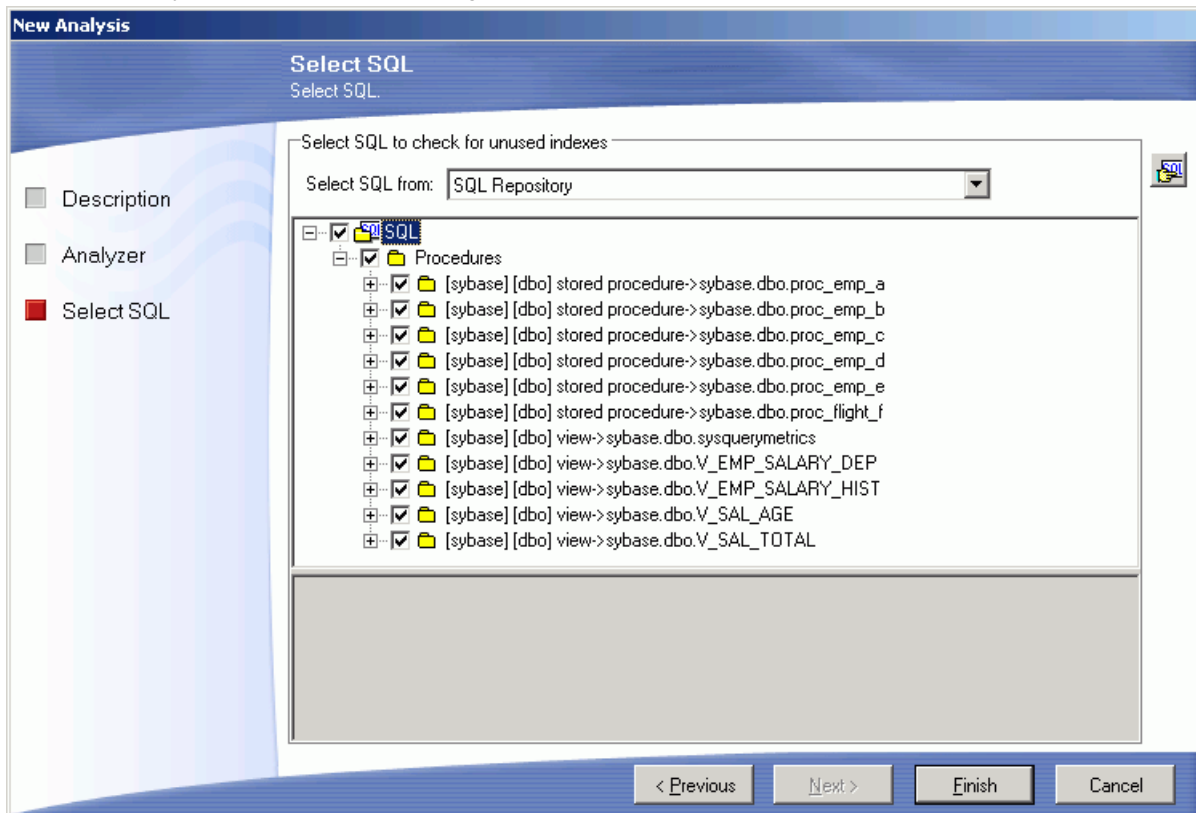 New Analysis
Select SQL
Select SQL.
Description
Analyzer
Select SQL
Select SQL to check for unused indexes
Select SQL from: SQL Repository
SQL
SQL
SQL
Procedures
[sybase] [dbo] stored procedure->sybase.dbo.proc_emp_a
[sybase] [dbo] stored procedure->sybase.dbo.proc_emp_b
[sybase] [dbo] stored procedure->sybase.dbo.proc_emp_c
[sybase] [dbo] stored procedure->sybase.dbo.proc_emp_d
[sybase] [dbo] stored procedure->sybase.dbo.proc_emp_e
[sybase] [dbo] stored procedure->sybase.dbo.proc_flight_f
[sybase] [dbo] view->sybase.dbo.sysquerymetrics
[sybase] [dbo] view->sybase.dbo.V_EMP_SALARY_DEP
[sybase] [dbo] view->sybase.dbo.V_EMP_SALARY_HIST
[sybase] [dbo] view->sybase.dbo.V_SAL_AGE
[sybase] [dbo] view->sybase.dbo.V_SAL_TOTAL
< Previous
Next >
Finish
Cancel